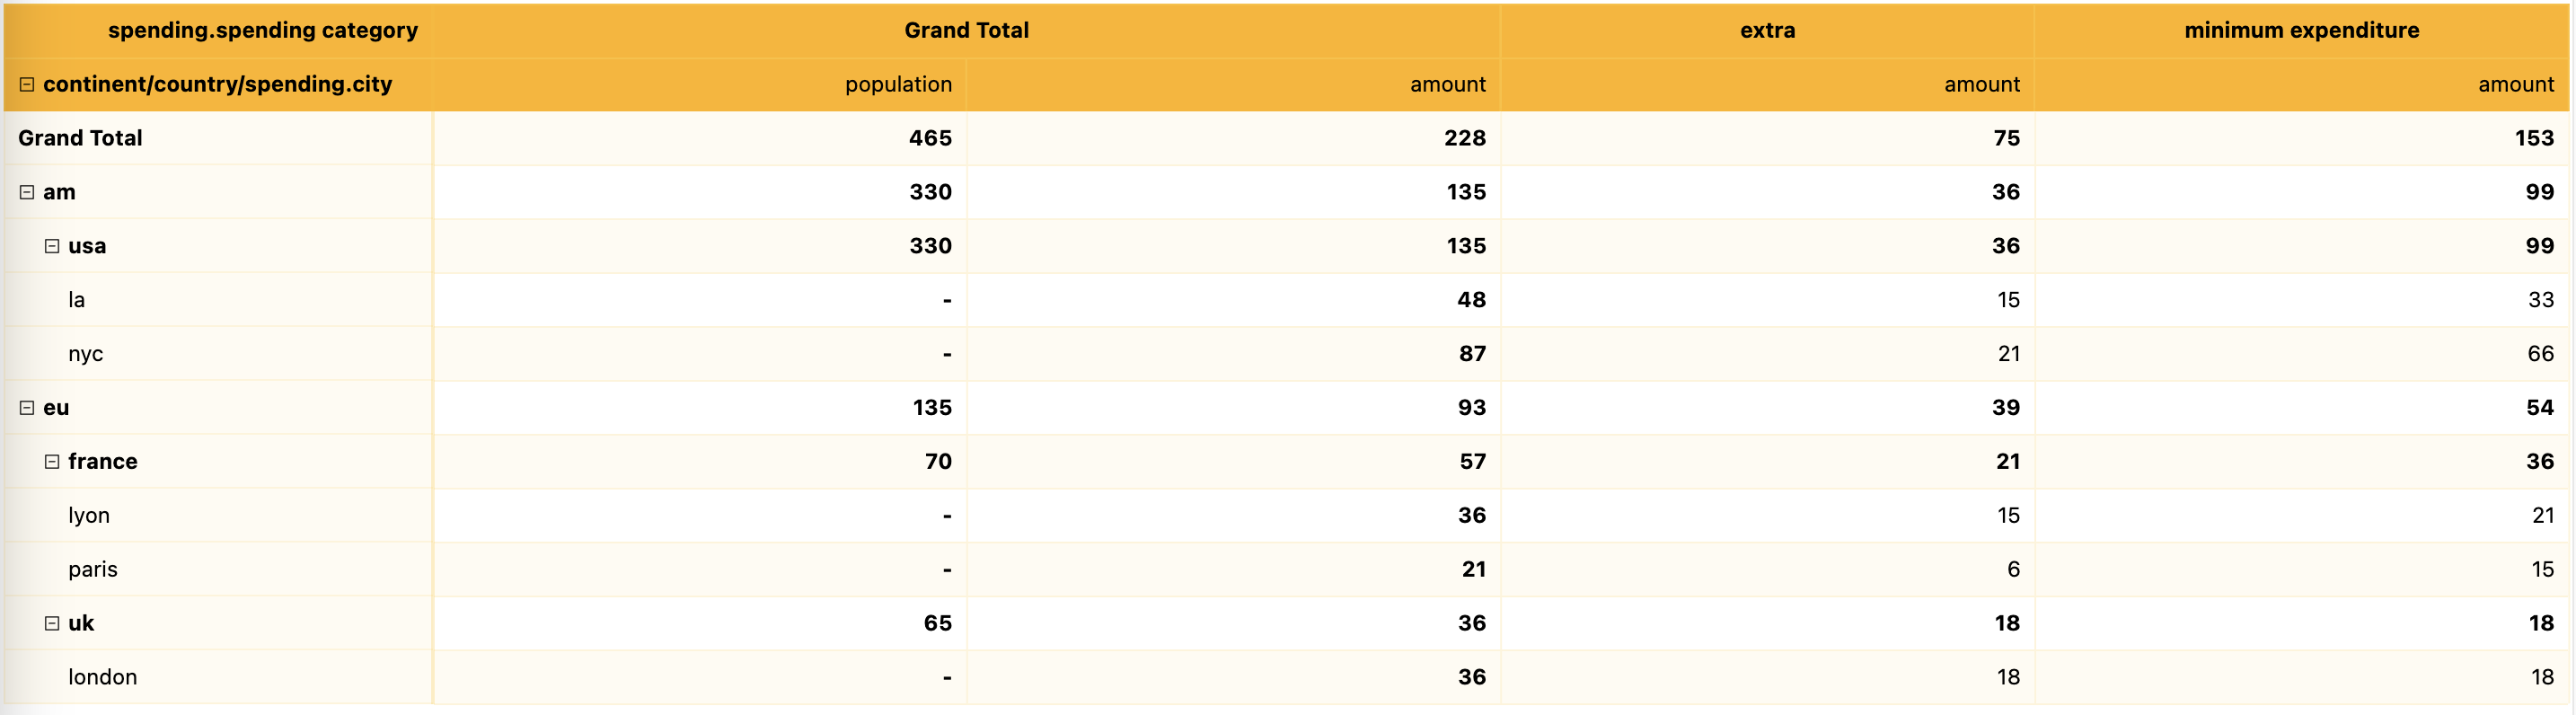 spending.spending category Grand Total extra minimum expenditure
continent/country/spending.city population amount amount amount
Grand Total 465 228 75 153
am 330 135 36 99
usa 330 135 36 99
la - 48 15 33
nyc - 87 21 66
eu 135 93 39 54
france 70 57 21 36
lyon - 36 15 21
paris - 21 6 15
uk 65 36 18 18
london - 36 18 18